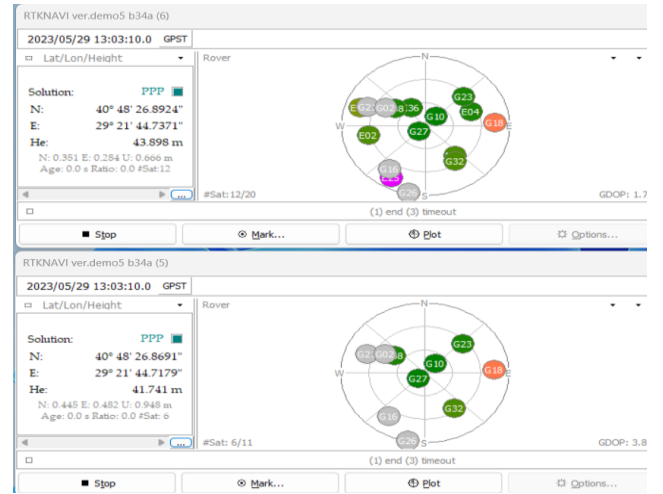 RTKNAVI ver.demo5 b34a (6)
2023/05/29 13:03:10.0 GPST
Lat/Lon/Height
Rover
Solution: PPP
N: 40° 48' 26.8924"
E: 29° 21' 44.7371"
He: 43.898 m
N: 0.351 E: 0.284 U: 0.666 m
Age: 0.0 s Ratio: 0.0 #Sat:12
...
N
G23
E04
G18
E
G10
G27
E36
G02
W
E02
G32
G16
G26
S
#Sat:12/20
GDOP: 1.7
(1) end (3) timeout
Stop
Mark...
Plot
Options...
RTKNAVI ver.demo5 b34a (5)
2023/05/29 13:03:10.0 GPST
Lat/Lon/Height
Rover
Solution: PPP
N: 40° 48' 26.8691"
E: 29° 21' 44.7179"
He: 41.741 m
N: 0.445 E: 0.482 U: 0.948 m
Age: 0.0 s Ratio: 0.0 #Sat: 6
...
N
G23
G02
G10
G18
E
W
G27
G32
G16
G26
S
#Sat: 6/11
GDOP: 3.8
(1) end (3) timeout
Stop
Mark...
Plot
Options...